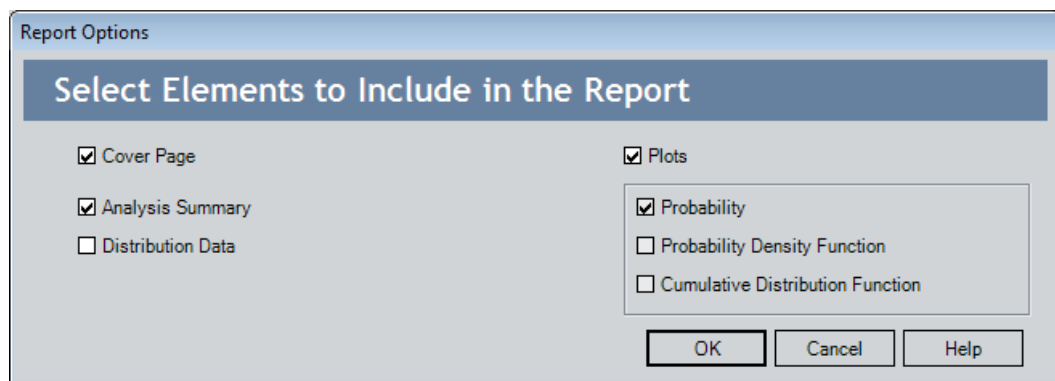 Report Options
Select Elements to Include in the Report
Cover Page
Analysis Summary
Distribution Data
Plots
Probability
Probability Density Function
Cumulative Distribution Function
OK Cancel Help